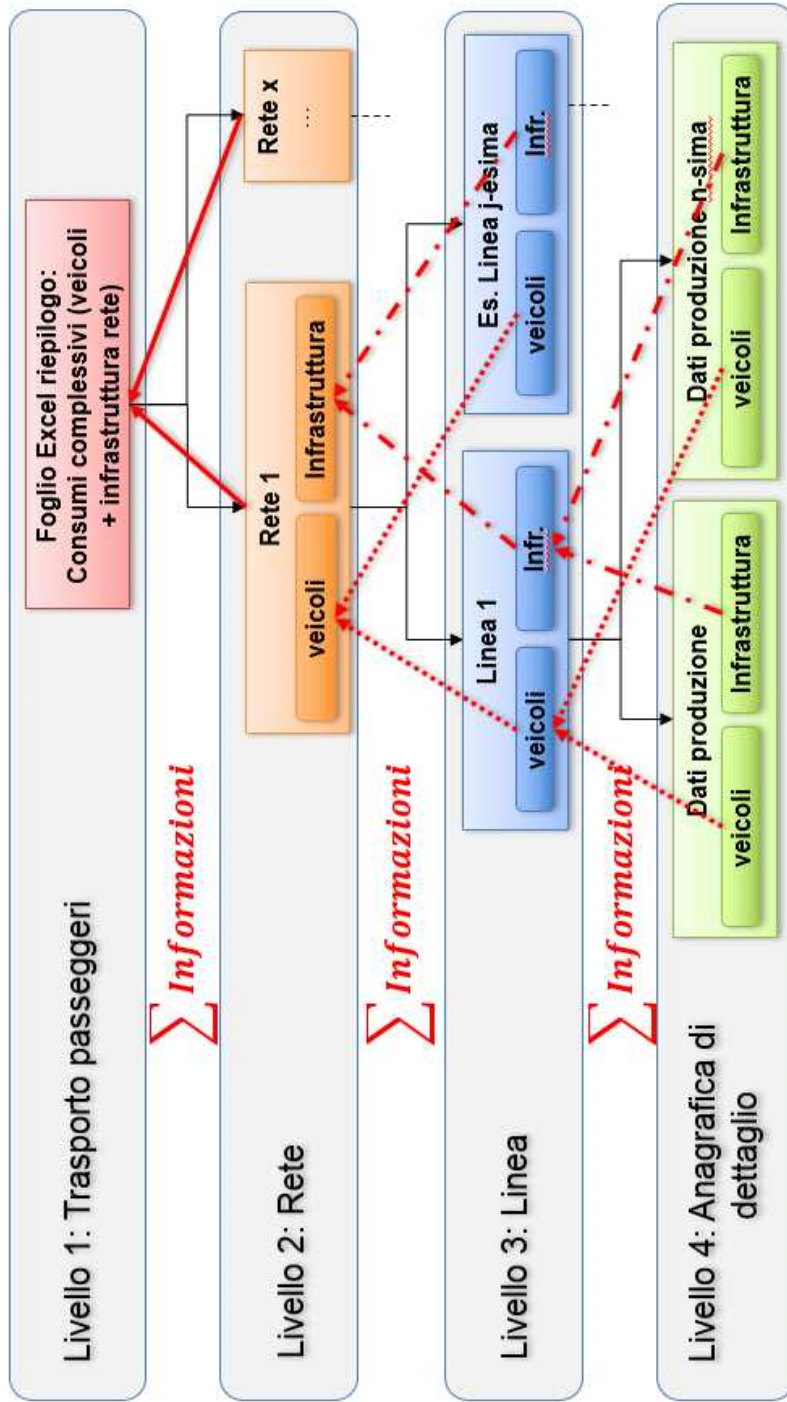 Livello 1: Trasporto passeggeri
Foglio Excel riepilogo:
Consumi complessivi (veicoli
+ infrastruttura rete)
∑ Informazioni
Livello 2: Rete
Rete 1
veicoli
Infrastruttura
Rete x
...
∑ Informazioni
Livello 3: Linea
Linea 1
veicoli
Infr.
Es. Linea j-esima
veicoli
Infr.
∑ Informazioni
Livello 4: Anagrafica di
dettaglio
Dati produzione
veicoli
Infrastruttura
Dati produzione n-sima
veicoli
Infrastruttura